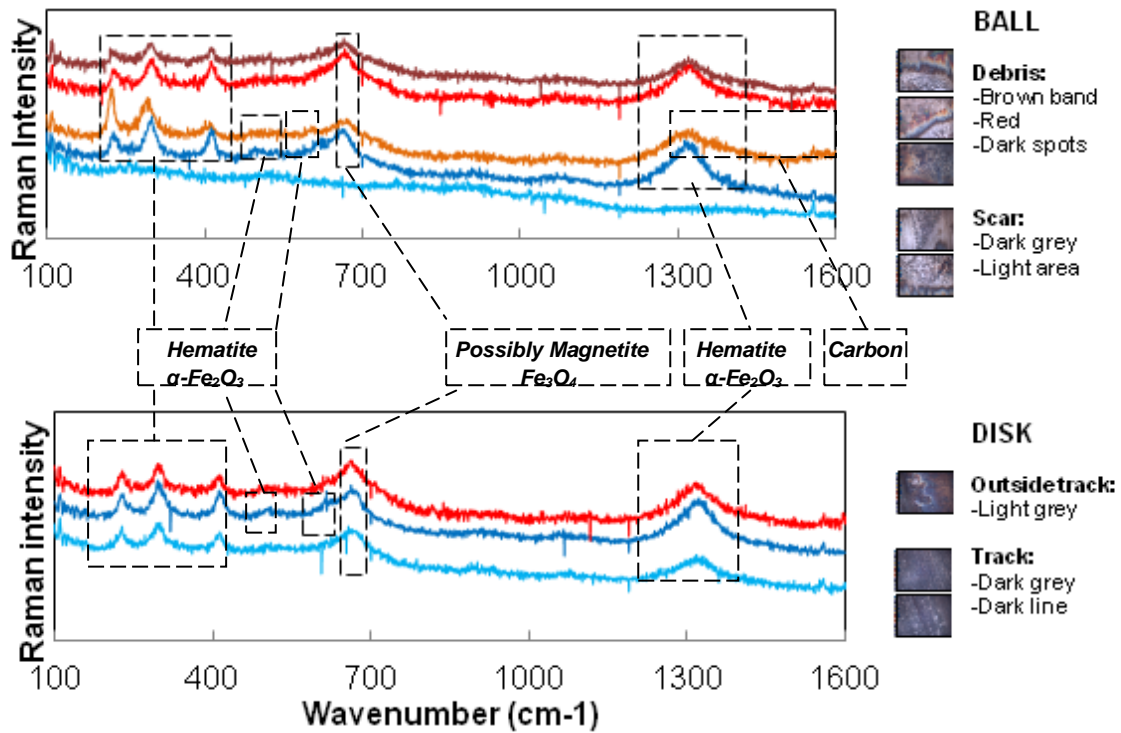 Raman Intensity
100 400 700 1000 1300 1600
BALL
Debris:
-Brown band
-Red
-Dark spots
Scar:
-Dark grey
-Light area
Hematite
α-Fe₂O₃
Possibly Magnetite
Fe₃O₄
Hematite
α-Fe₂O₃
Carbon
Raman intensity
100 400 700 1000 1300 1600
Wavenumber (cm-1)
DISK
Outside track:
-Light grey
Track:
-Dark grey
-Dark line